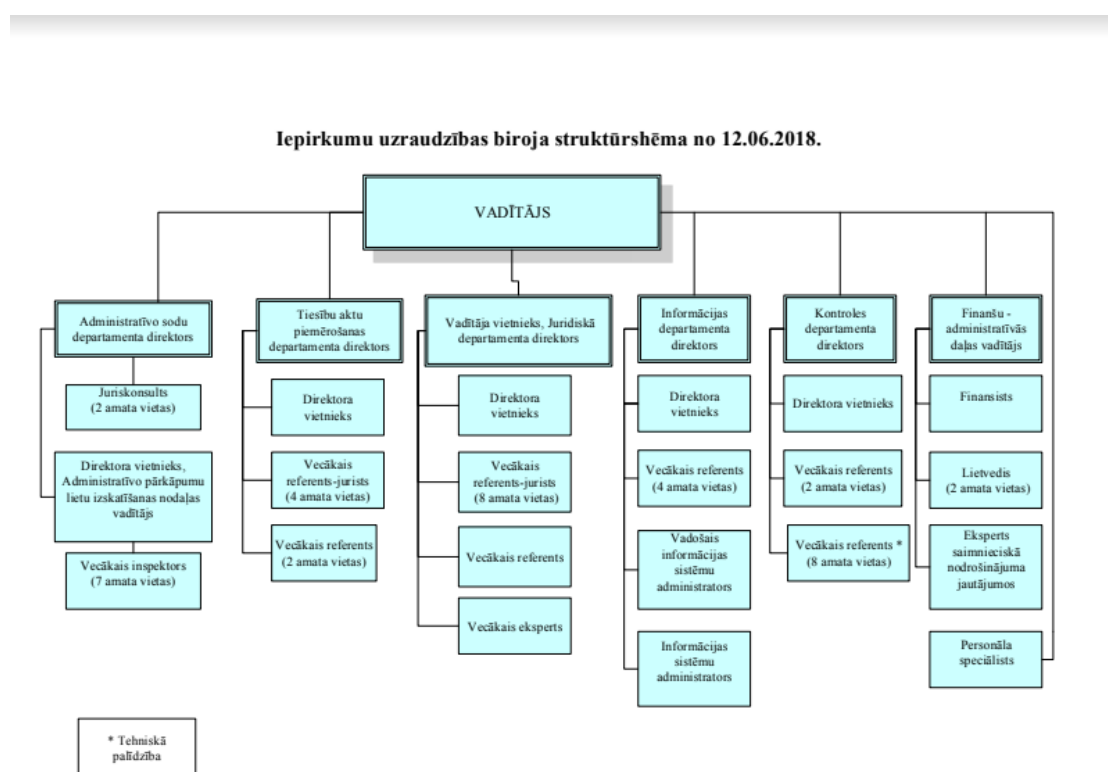 Iepirkumu uzraudzības biroja struktūrshēma no 12.06.2018.
VADĪTĀJS
Administratīvo sodu
departamenta direktors
Juriskonsults
(2 amata vietas)
Direktora vietnieks,
Administratīvo pārkāpumu
lietu izskatīšanas nodaļas
vadītājs
Vecākais inspektors
(7 amata vietas)
Tiesību aktu
piemērošanas
departamenta direktors
Direktora
vietnieks
Vecākais
referents-jurists
(4 amata vietas)
Vecākais referents
(2 amata vietas)
Vadītāja vietnieks, Juridiskā
departamenta direktors
Direktora
vietnieks
Vecākais
referents-jurists
(8 amata vietas)
Vecākais referents
Vecākais eksperts
Informācijas
departamenta
direktors
Direktora
vietnieks
Vecākais referents
(4 amata vietas)
Vadošais
informācijas
sistēmu
administrators
Informācijas
sistēmu
administrators
Kontroles
departamenta
direktors
Direktora vietnieks
Vecākais referents
(2 amata vietas)
Vecākais referents *
(8 amata vietas)
Finanšu -
administratīvās
daļas vadītājs
Finansists
Lietvedis
(2 amata vietas)
Eksperts
saimnieciskā
nodrošinājuma
jautājumos
Personāla
speciālists
* Tehniskā
palīdzība